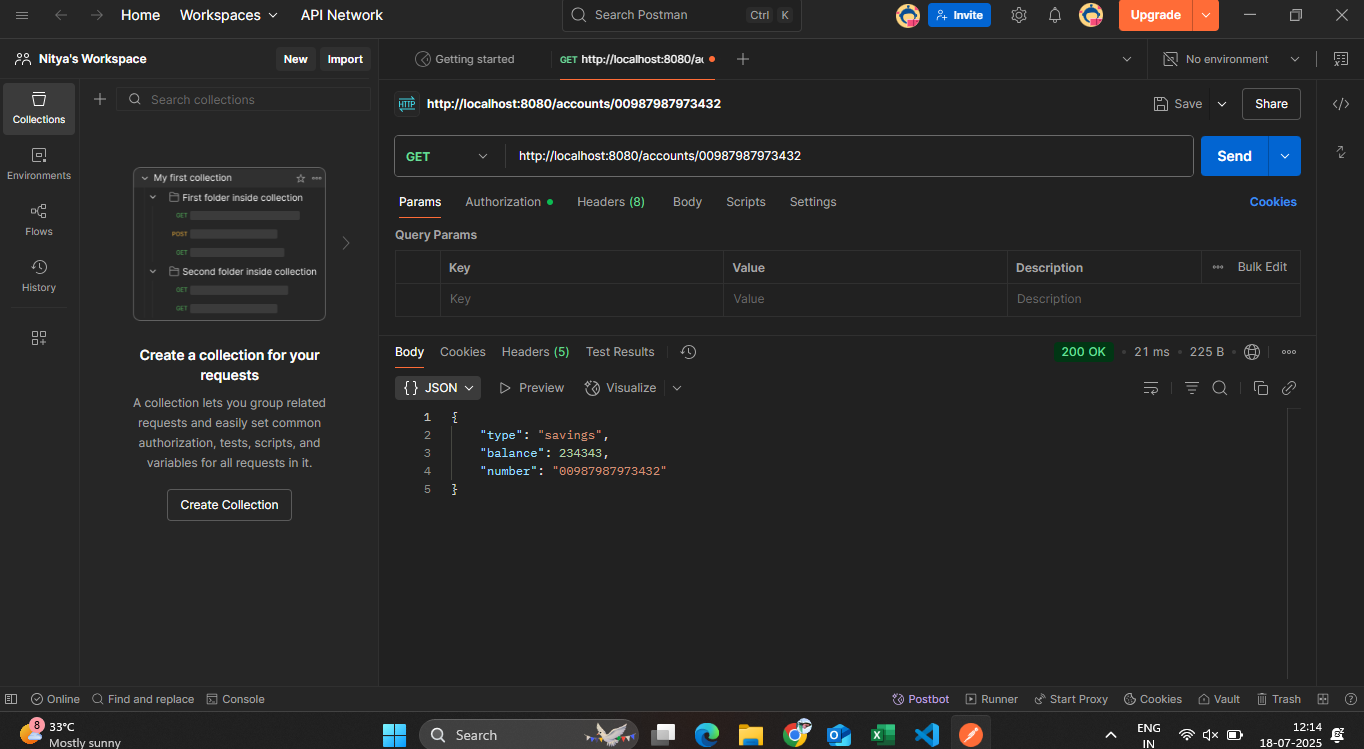 Home Workspaces API Network Search Postman Ctrl K Invite Upgrade
Nitya's Workspace New Import Getting started GET http://localhost:8080/ac No environment
Collections
Environments
Flows
History
Search collections
My first collection
First folder inside collection
GET
POST
GET
Second folder inside collection
GET
GET
Create a collection for your
requests
A collection lets you group related
requests and easily set common
authorization, tests, scripts, and
variables for all requests in it.
Create Collection
HTTP http://localhost:8080/accounts/00987987973432 Save Share
GET http://localhost:8080/accounts/00987987973432 Send
Params Authorization Headers (8) Body Scripts Settings Cookies
Query Params
Key Value Description Bulk Edit
Key Value Description
Body Cookies Headers (5) Test Results 200 OK 21 ms 225 B
{} JSON Preview Visualize
1 {
2 "type": "savings",
3 "balance": 234343,
4 "number": "00987987973432"
5 }
Online Find and replace Console Postbot Runner Start Proxy Cookies Vault Trash
8 33°C
Mostly sunny
Search
ENG
IN
12:14
18-07-2025